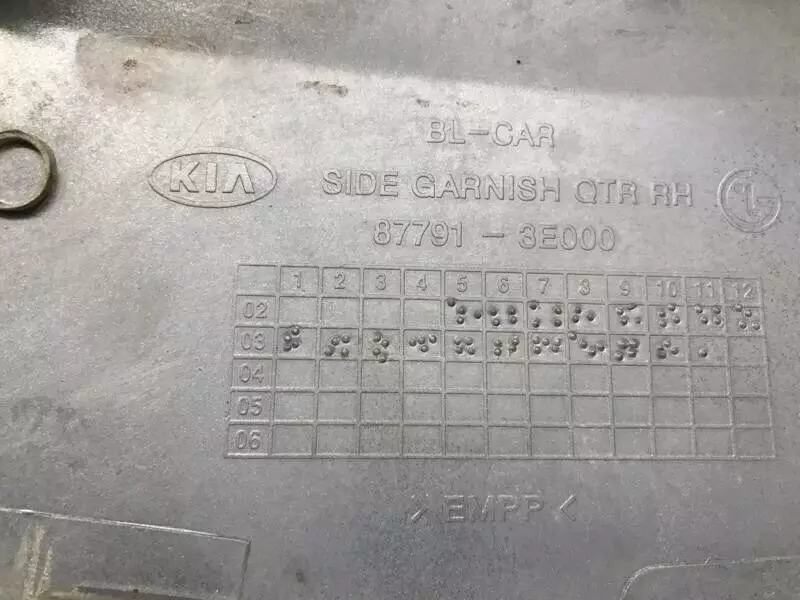 BL-CAR
KIA SIDE GARNISH QTR RH LG
87791-3E000
1 2 3 4 5 6 7 8 9 10 11 12
02
03
04
05
06
>EMPP<